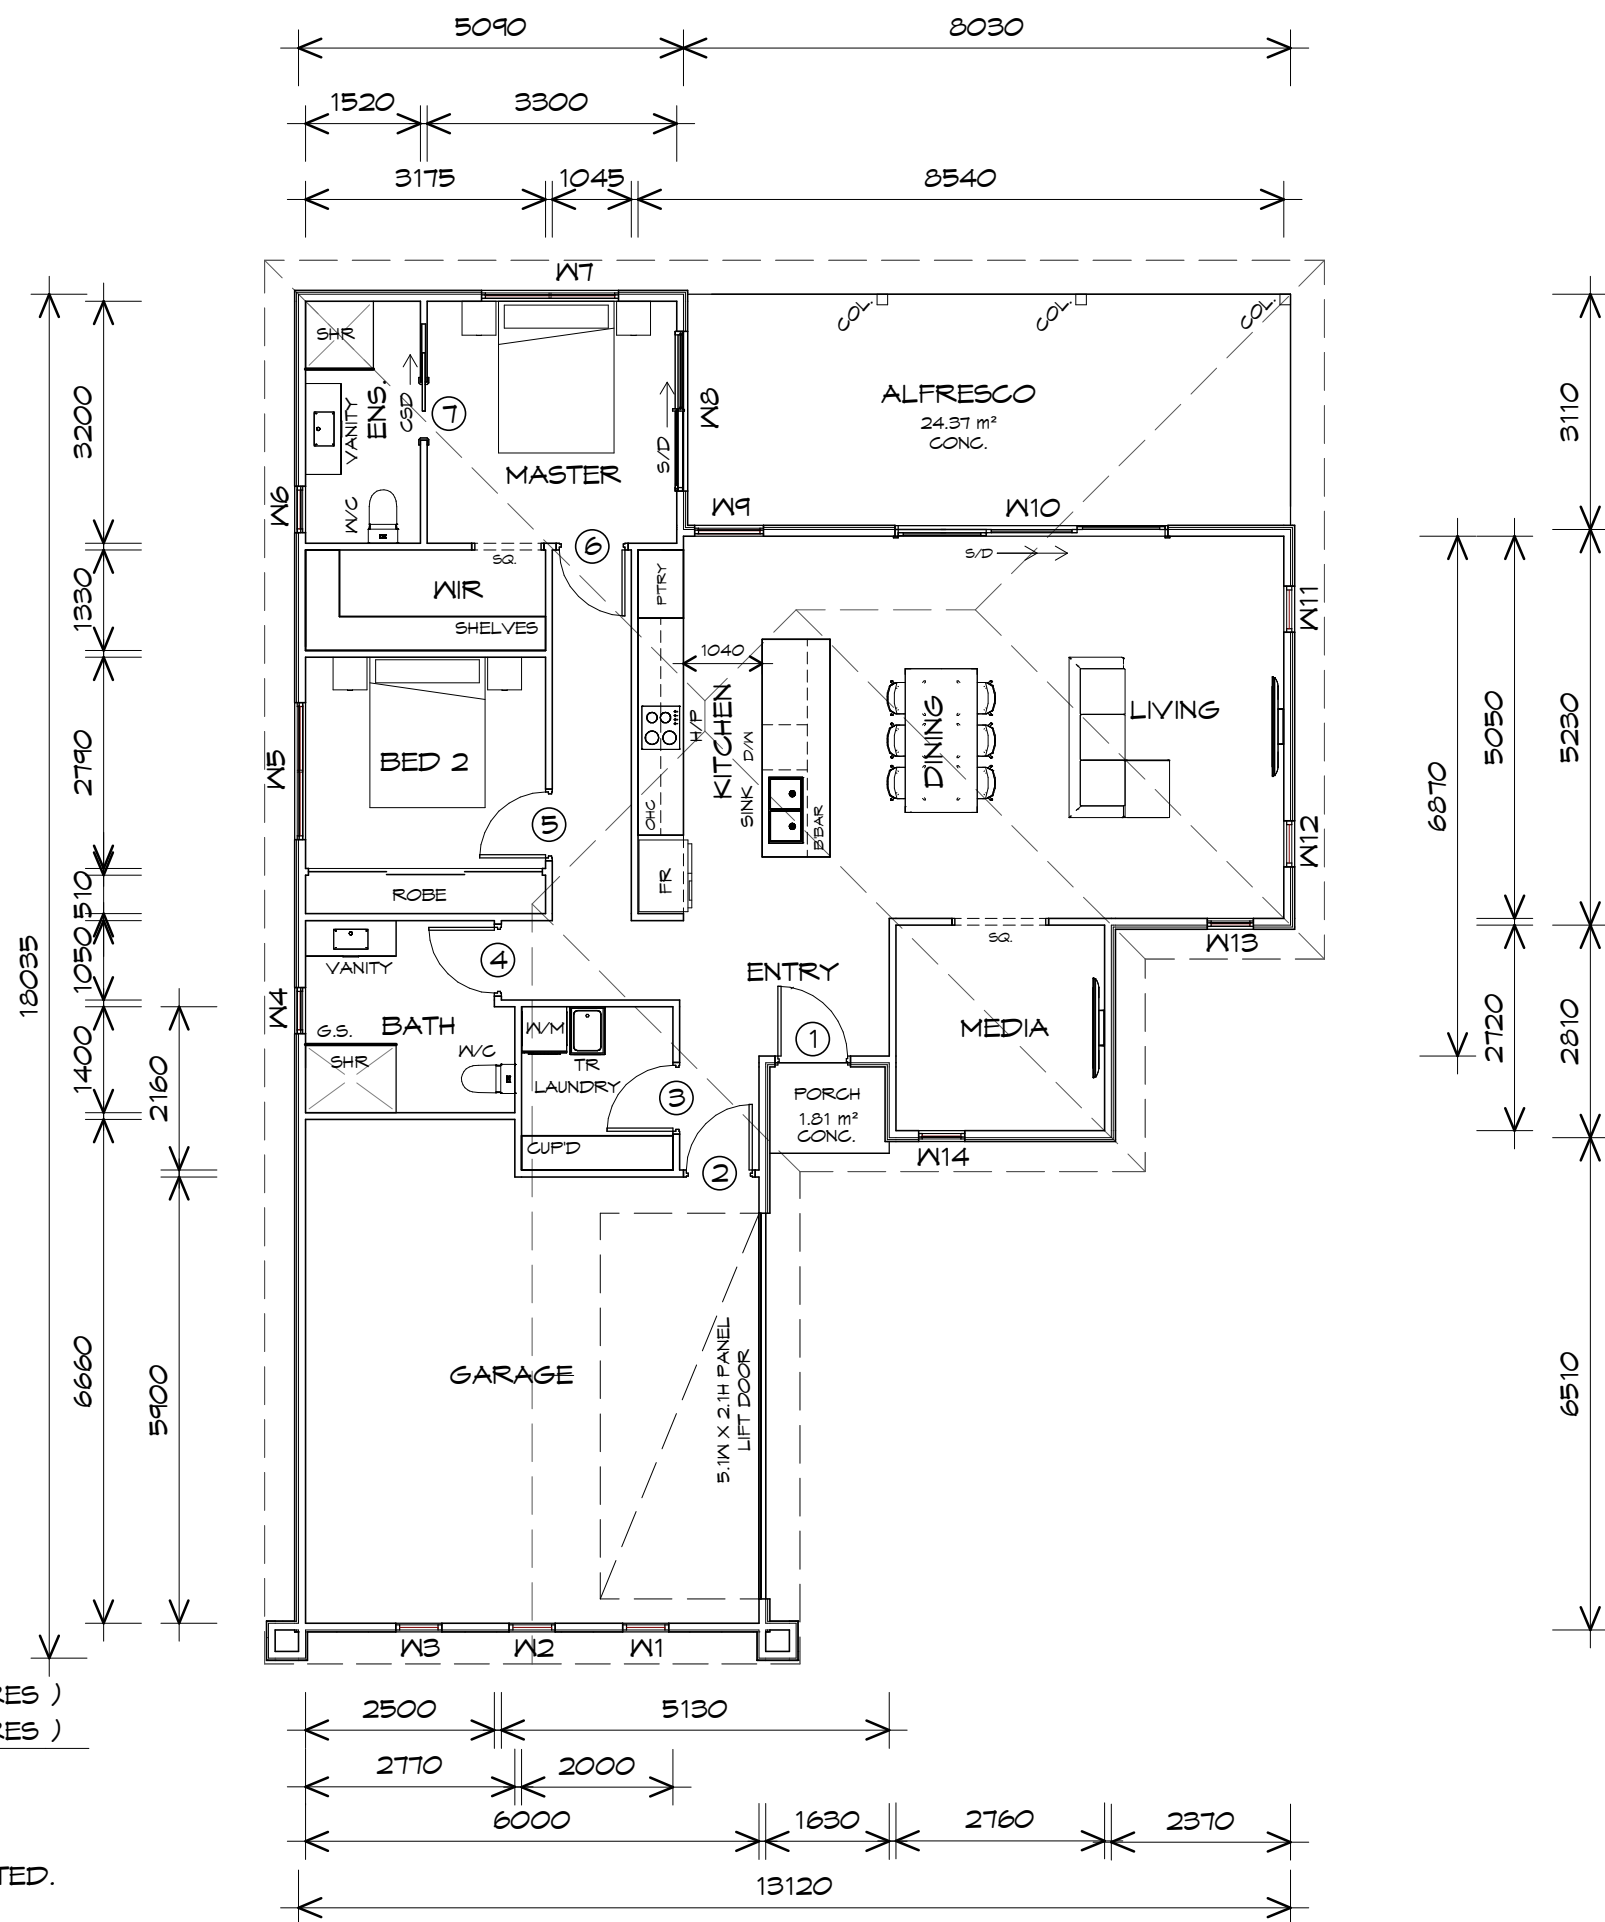 5090 8030
1520 3300
3175 1045 8540
W7
COL. COL. COL.
SHR
VANITY
ENS.
CSD
7
W8
S/D
MASTER
ALFRESCO
24.37 m²
CONC.
3200
3110
W6
W/C
W9
W10
6
SQ.
S/D
WIR
SHELVES
PTRY
W11
1330
1040
KITCHEN
H/P
D/W
SINK
B'BAR
OHC
FR
DINING
LIVING
W12
2790
W5
BED 2
5
6870
5050
5230
510
ROBE
18035
1050
VANITY
4
ENTRY
SQ.
W13
W4
G.S.
BATH
SHR
W/C
W/M
TR
LAUNDRY
1
MEDIA
3
PORCH
1.81 m²
CONC.
1400
2160
2720
2810
CUP'D
2
W14
GARAGE
5.1W X 2.1H PANEL
LIFT DOOR
6660
5900
6510
W3 W2 W1
RES )
RES )
2500 5130
2770 2000
6000 1630 2760 2370
TED.
13120